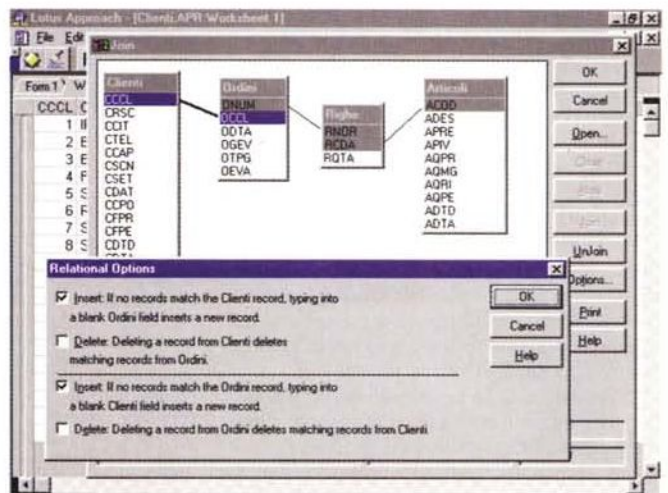 Lotus Approach - [Clienti.APR:Worksheet 1]
File Edit
Join
Form 1 W
CCCL C
1
2 E
3 E
4 F
5 S
6 F
7 S
8 S
Clienti
CCCL
CRSC
CCIT
CTEL
CCAP
CSCN
CSET
CDAT
CCPO
CFPR
CFPE
CDTD
CDTA
Ordini
ONUM
OCCL
ODTA
OGEV
OTPG
OEVA
Righe
RNOR
RCDA
RQTA
Articoli
ACOD
ADES
APRE
APIV
AQPR
AQMG
AQRI
AQPE
ADTD
ADTA
OK
Cancel
Open...
UnJoin
Options...
Print
Help
Relational Options
Insert: If no records match the Clienti record, typing into
a blank Ordini field inserts a new record.
Delete: Deleting a record from Clienti deletes
matching records from Ordini.
Insert: If no records match the Ordini record, typing into
a blank Clienti field inserts a new record.
Delete: Deleting a record from Ordini deletes matching records from Clienti.
OK
Cancel
Help